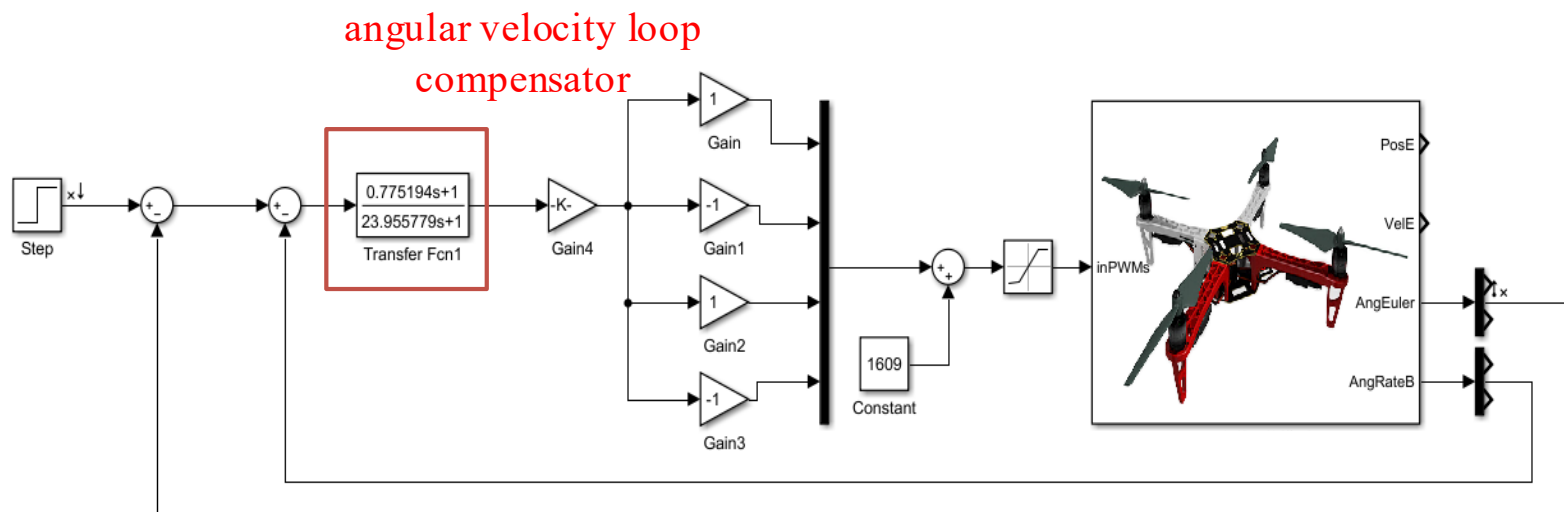 angular velocity loop
compensator
1
Gain
PosE
+
-
Step
+
-
0.775194s+1
23.955779s+1
Transfer Fcn1
-K-
Gain4
-1
Gain1
VelE
+
+
inPWMs
1
Gain2
AngEuler
1609
Constant
-1
Gain3
AngRateB